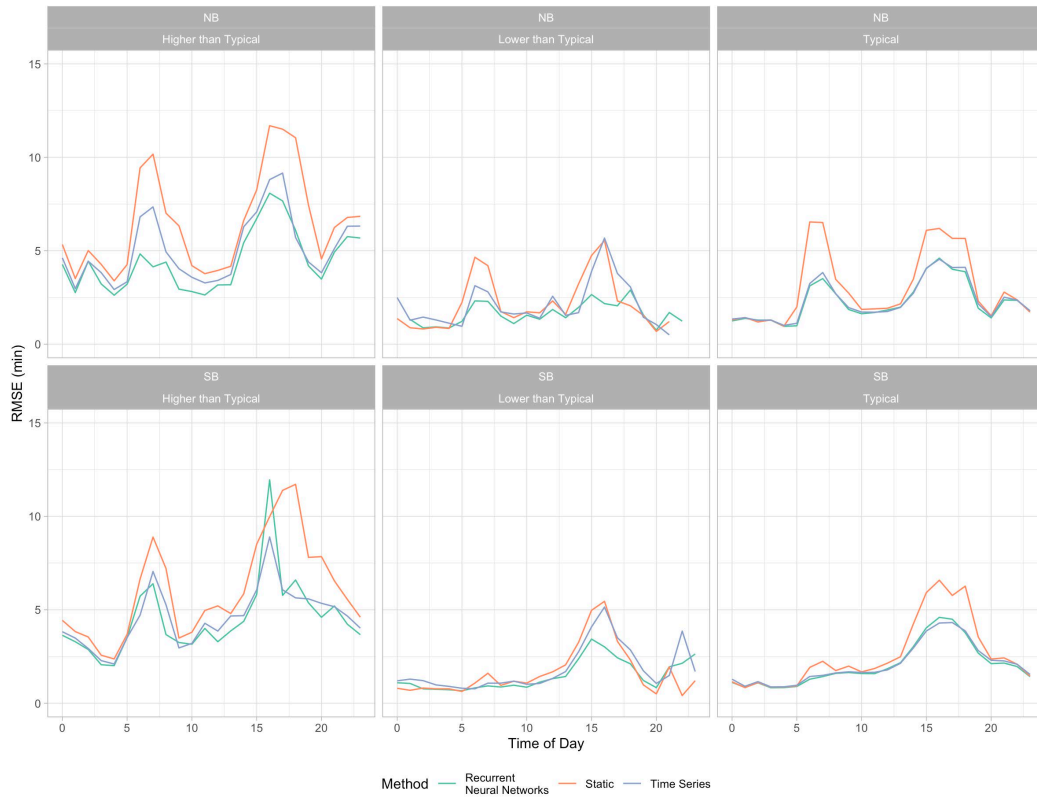 NB
NB
NB
Higher than Typical
Lower than Typical
Typical
15
10
5
0
SB
SB
SB
Higher than Typical
Lower than Typical
Typical
15
10
5
0
RMSE (min)
0 5 10 15 20
0 5 10 15 20
0 5 10 15 20
Time of Day
Method
Recurrent
Neural Networks
Static
Time Series